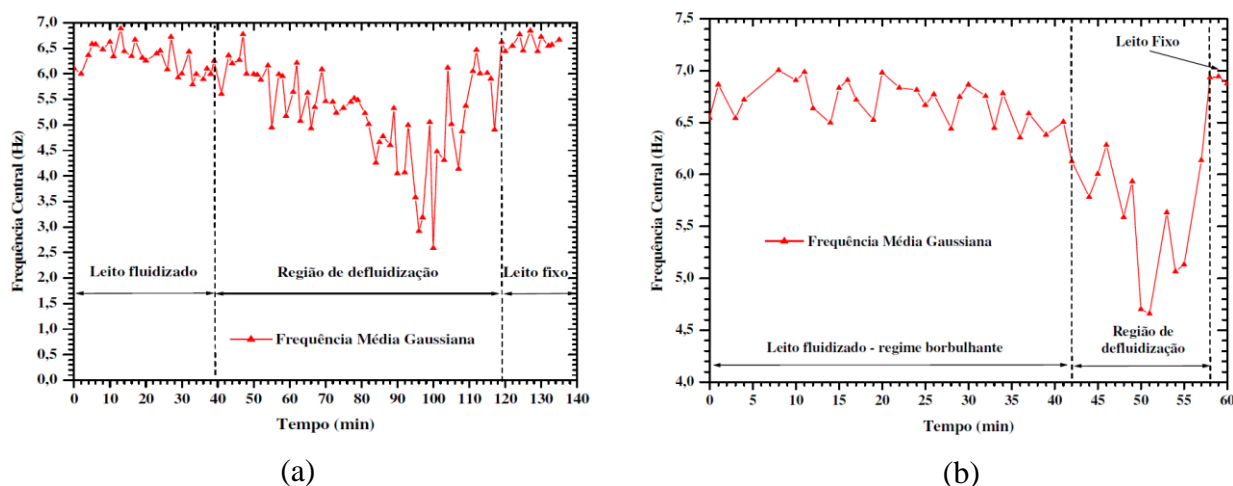 Frequência Central (Hz)
7,0
6,5
6,0
5,5
5,0
4,5
4,0
3,5
3,0
2,5
2,0
1,5
1,0
0,5
0,0
Leito fluidizado
Região de defluidização
Leito fixo
Frequência Média Gaussiana
0 10 20 30 40 50 60 70 80 90 100 110 120 130 140
Tempo (min)
(a)
Frequência Central (Hz)
7,5
7,0
6,5
6,0
5,5
5,0
4,5
4,0
Leito Fixo
Frequência Média Gaussiana
Leito fluidizado - regime borbulhante
Região de
defluidização
0 5 10 15 20 25 30 35 40 45 50 55 60
Tempo (min)
(b)